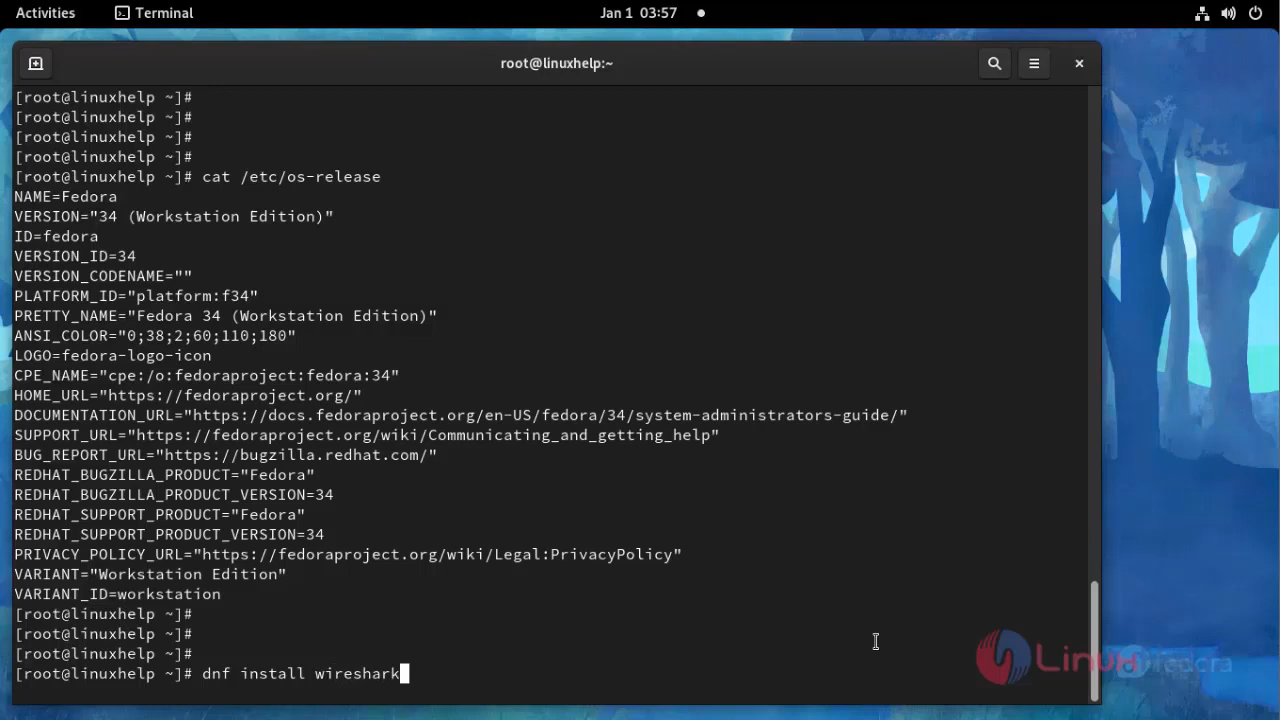 Activities
Terminal
Jan 1 03:57
root@linuxhelp:~
[root@linuxhelp ~]#
[root@linuxhelp ~]#
[root@linuxhelp ~]#
[root@linuxhelp ~]#
[root@linuxhelp ~]# cat /etc/os-release
NAME=Fedora
VERSION="34 (Workstation Edition)"
ID=fedora
VERSION_ID=34
VERSION_CODENAME=""
PLATFORM_ID="platform:f34"
PRETTY_NAME="Fedora 34 (Workstation Edition)"
ANSI_COLOR="0;38;2;60;110;180"
LOGO=fedora-logo-icon
CPE_NAME="cpe:/o:fedoraproject:fedora:34"
HOME_URL="https://fedoraproject.org/"
DOCUMENTATION_URL="https://docs.fedoraproject.org/en-US/fedora/34/system-administrators-guide/"
SUPPORT_URL="https://fedoraproject.org/wiki/Communicating_and_getting_help"
BUG_REPORT_URL="https://bugzilla.redhat.com/"
REDHAT_BUGZILLA_PRODUCT="Fedora"
REDHAT_BUGZILLA_PRODUCT_VERSION=34
REDHAT_SUPPORT_PRODUCT="Fedora"
REDHAT_SUPPORT_PRODUCT_VERSION=34
PRIVACY_POLICY_URL="https://fedoraproject.org/wiki/Legal:PrivacyPolicy"
VARIANT="Workstation Edition"
VARIANT_ID=workstation
[root@linuxhelp ~]#
[root@linuxhelp ~]#
[root@linuxhelp ~]#
[root@linuxhelp ~]# dnf install wireshark